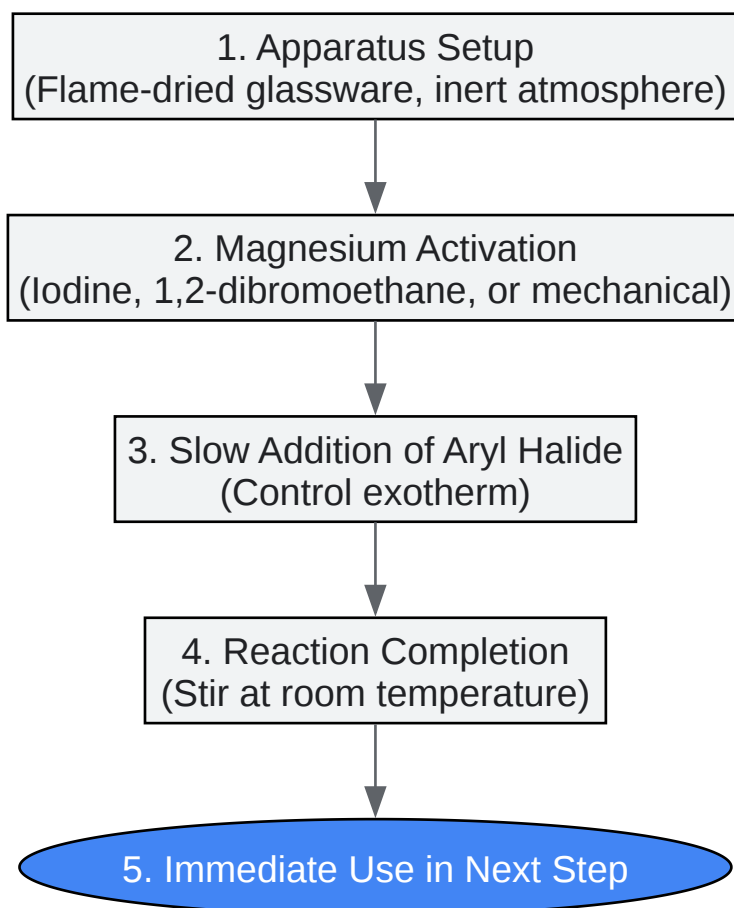 1. Apparatus Setup
(Flame-dried glassware, inert atmosphere)
2. Magnesium Activation
(Iodine, 1,2-dibromoethane, or mechanical)
3. Slow Addition of Aryl Halide
(Control exotherm)
4. Reaction Completion
(Stir at room temperature)
5. Immediate Use in Next Step